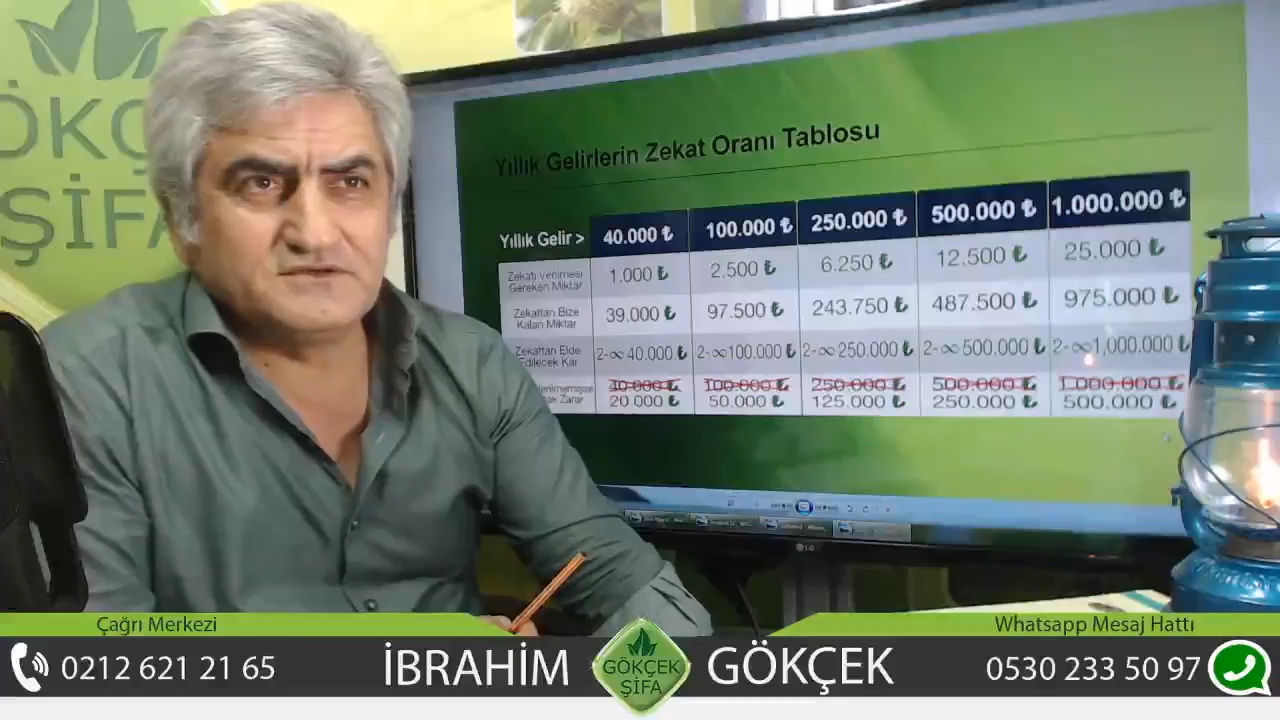 ŞİFA
Yıllık Gelirlerin Zekat Oranı Tablosu
Yıllık Gelir > 40.000 ₺ 100.000 ₺ 250.000 ₺ 500.000 ₺ 1.000.000 ₺
Zekatı Verilmesi
Gereken Miktar 1.000 ₺ 2.500 ₺ 6.250 ₺ 12.500 ₺ 25.000 ₺
Zekattan Bize
Kalan Miktar 39.000 ₺ 97.500 ₺ 243.750 ₺ 487.500 ₺ 975.000 ₺
Zekattan Elde
Edilecek Kar 2-∞40.000 ₺ 2-∞100.000 ₺ 2-∞250.000 ₺ 2-∞500.000 ₺ 2-∞1,000.000 ₺
40.000 ₺ 100.000 ₺ 250.000 ₺ 500.000 ₺ 1.000.000 ₺
Zarar 20 000 ₺ 50.000 ₺ 125.000 ₺ 250.000 ₺ 500.000 ₺
LG
Çağrı Merkezi
Whatsapp Mesaj Hattı
0212 621 21 65
İBRAHİM
GÖKÇEK
ŞİFA
GÖKÇEK
0530 233 50 97